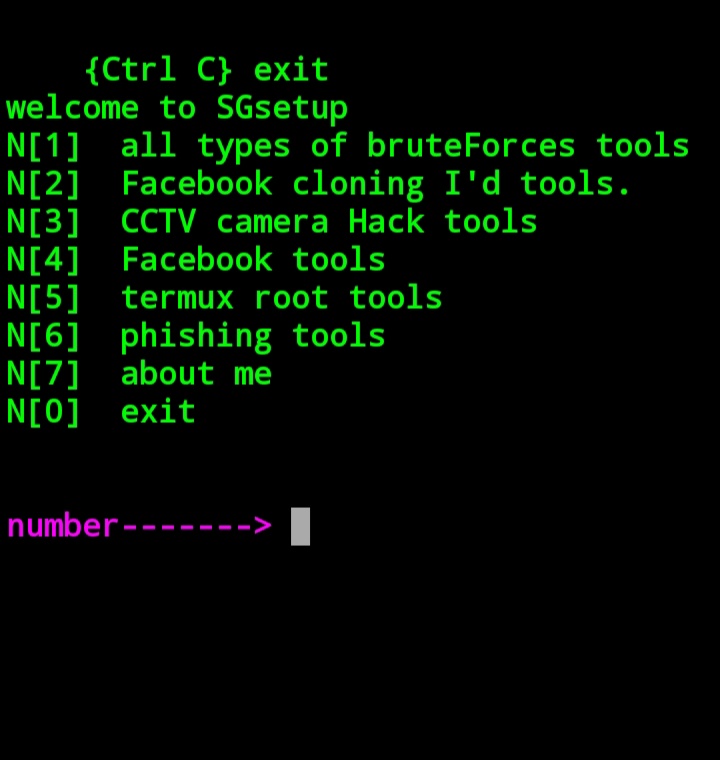 {Ctrl C} exit
welcome to SGsetup
N[1] all types of bruteForces tools
N[2] Facebook cloning I'd tools.
N[3] CCTV camera Hack tools
N[4] Facebook tools
N[5] termux root tools
N[6] phishing tools
N[7] about me
N[0] exit
number------->